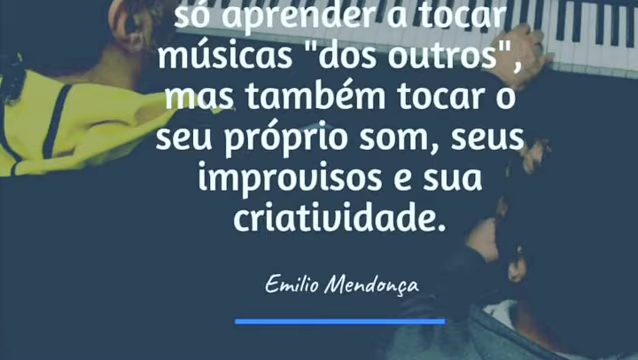 só aprender a tocar
músicas "dos outros",
mas também tocar o
seu próprio som, seus
improvisos e sua
criatividade.
Emilio Mendonça